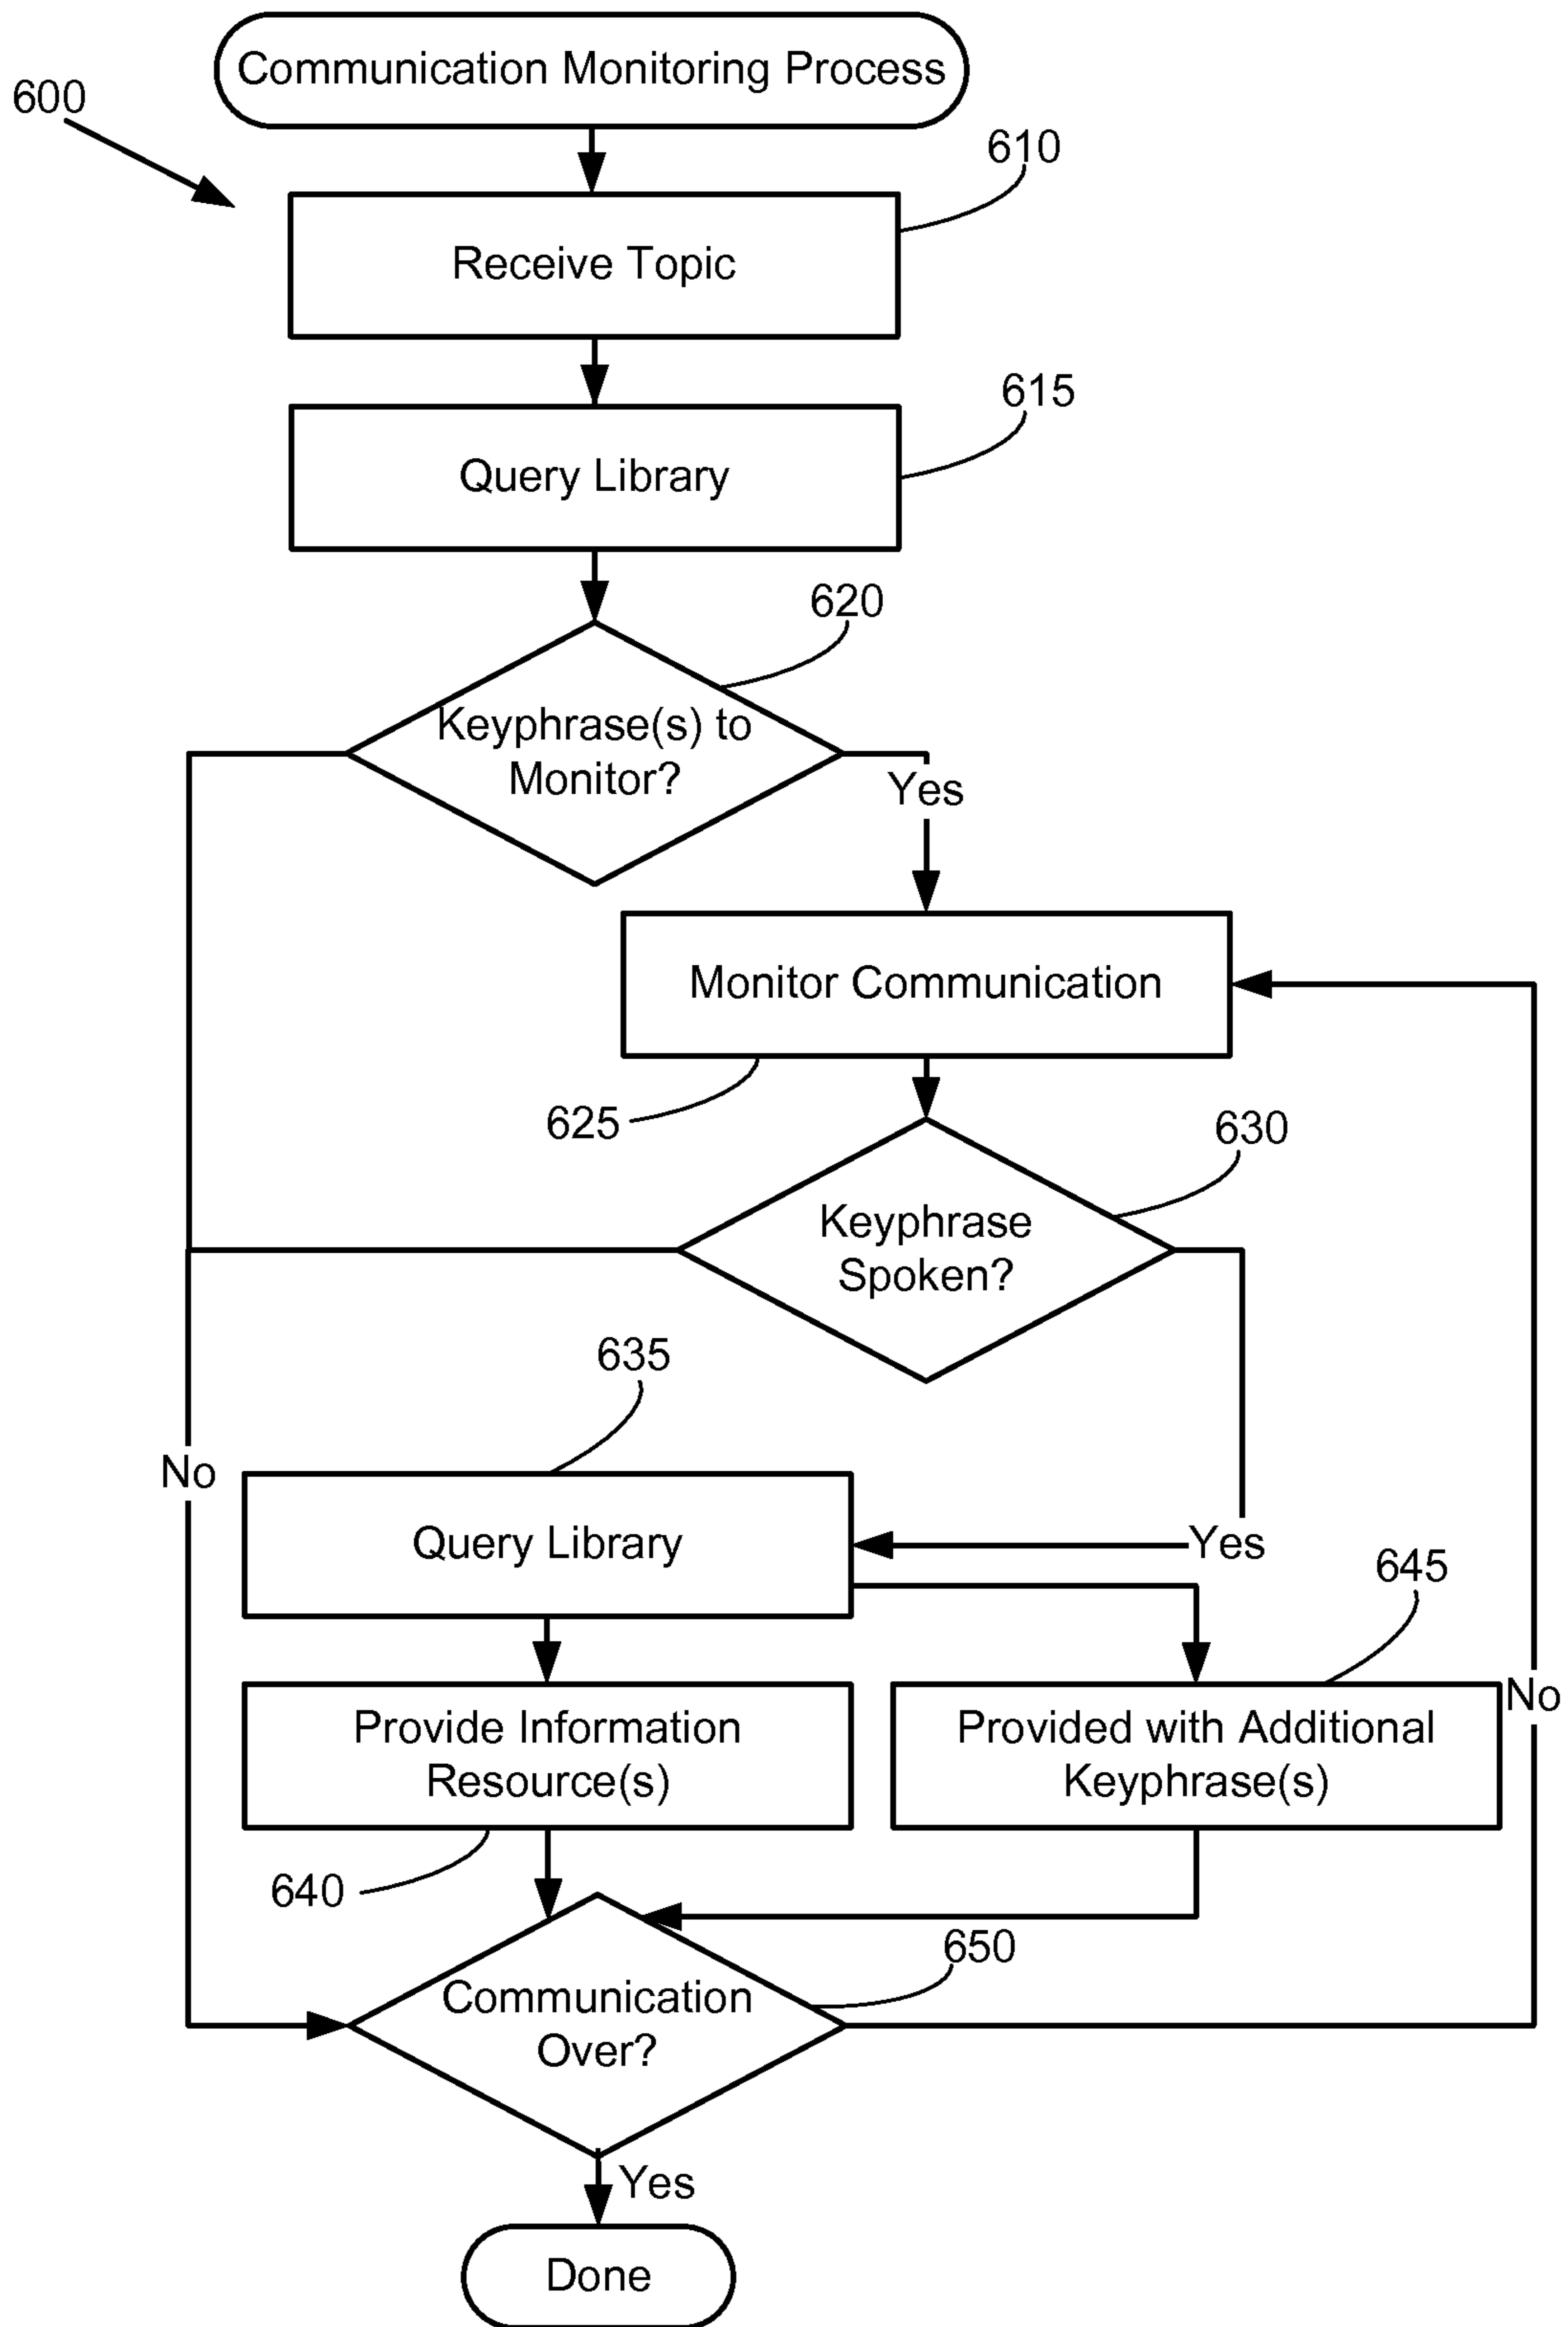 Communication Monitoring Process
600
610
Receive Topic
615
Query Library
620
Keyphrase(s) to
Monitor?
Yes
Monitor Communication
625
630
Keyphrase
Spoken?
635
No
Query Library
Yes
645
Provide Information
Resource(s)
Provided with Additional
Keyphrase(s)
No
640
650
Communication
Over?
Yes
Done